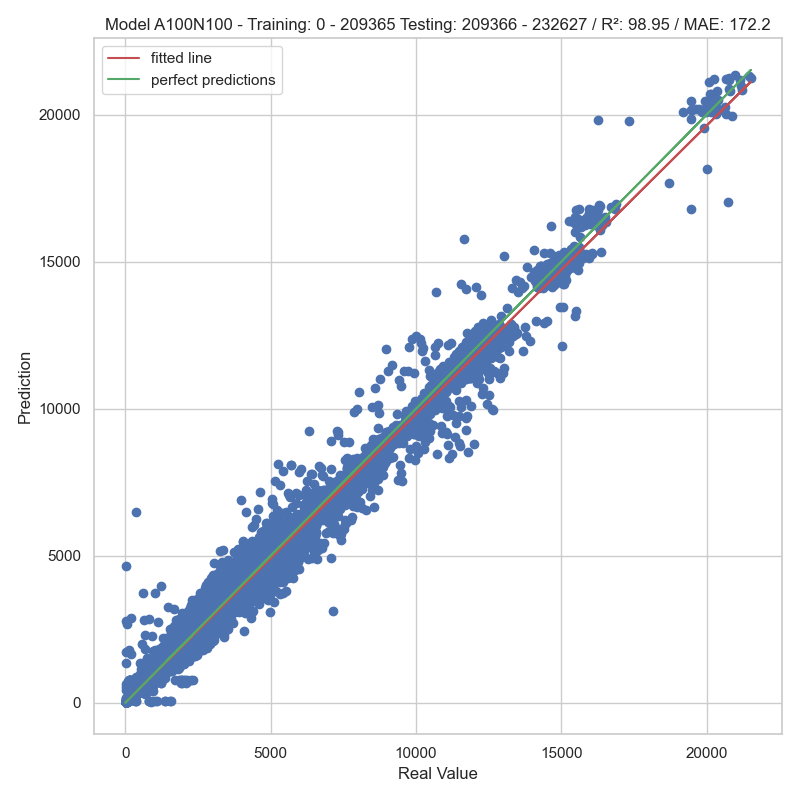 Model A100N100 - Training: 0 - 209365 Testing: 209366 - 232627 / R²: 98.95 / MAE: 172.2
fitted line
perfect predictions
20000
15000
10000
5000
0
Prediction
0 5000 10000 15000 20000
Real Value